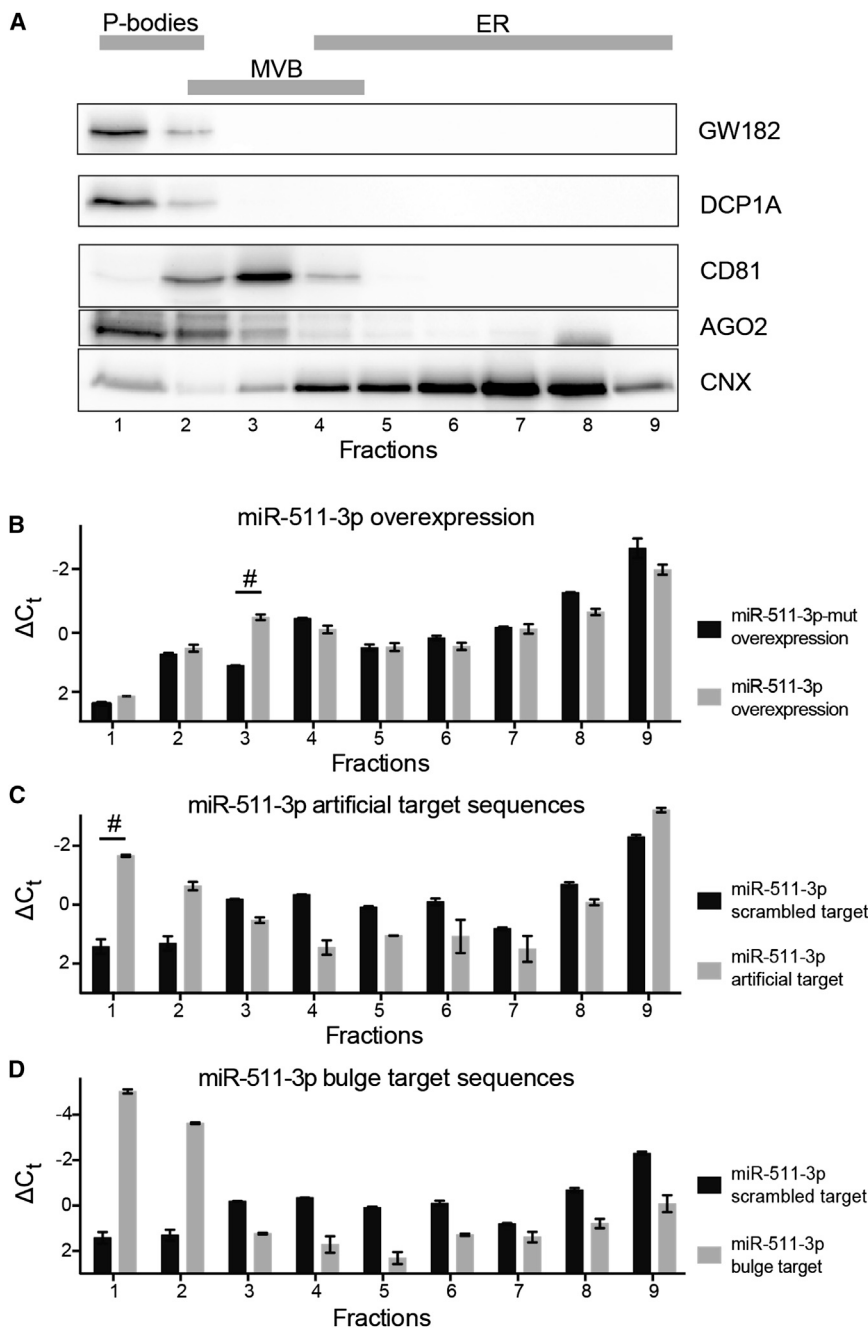 A
P-bodies
ER
MVB
GW182
DCP1A
CD81
AGO2
CNX
1 2 3 4 5 6 7 8 9
Fractions
B
miR-511-3p overexpression
#
-2
0
2
ΔCt
1 2 3 4 5 6 7 8 9
Fractions
miR-511-3p-mut
overexpression
miR-511-3p
overexpression
C
miR-511-3p artificial target sequences
#
-2
0
2
ΔCt
1 2 3 4 5 6 7 8 9
Fractions
miR-511-3p
scrambled target
miR-511-3p
artificial target
D
miR-511-3p bulge target sequences
-4
-2
0
2
ΔCt
1 2 3 4 5 6 7 8 9
Fractions
miR-511-3p
scrambled target
miR-511-3p
bulge target